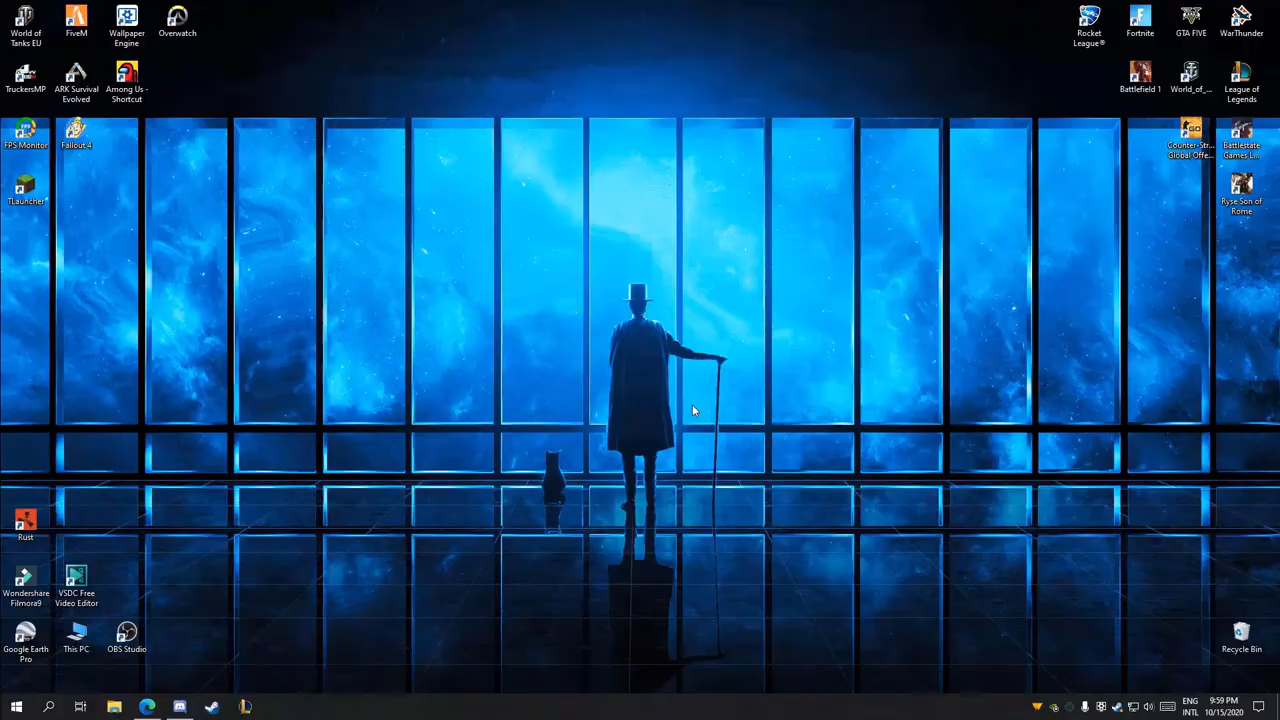 World of
Tanks EU
FiveM
Wallpaper
Engine
Overwatch
Rocket
League®
Fortnite
GTA FIVE
WarThunder
TruckersMP
ARK Survival
Evolved
Among Us -
Shortcut
Battlefield 1
World_of_...
League of
Legends
FPS
FPS Monitor
Fallout 4
GO
Counter-Str...
Global Offe...
Battlestate
Games L...
TLauncher
Ryse Son of
Rome
Rust
Wondershare
Filmora9
VSDC Free
Video Editor
Google Earth
Pro
This PC
OBS Studio
Recycle Bin
ENG
INTL
9:59 PM
10/15/2020